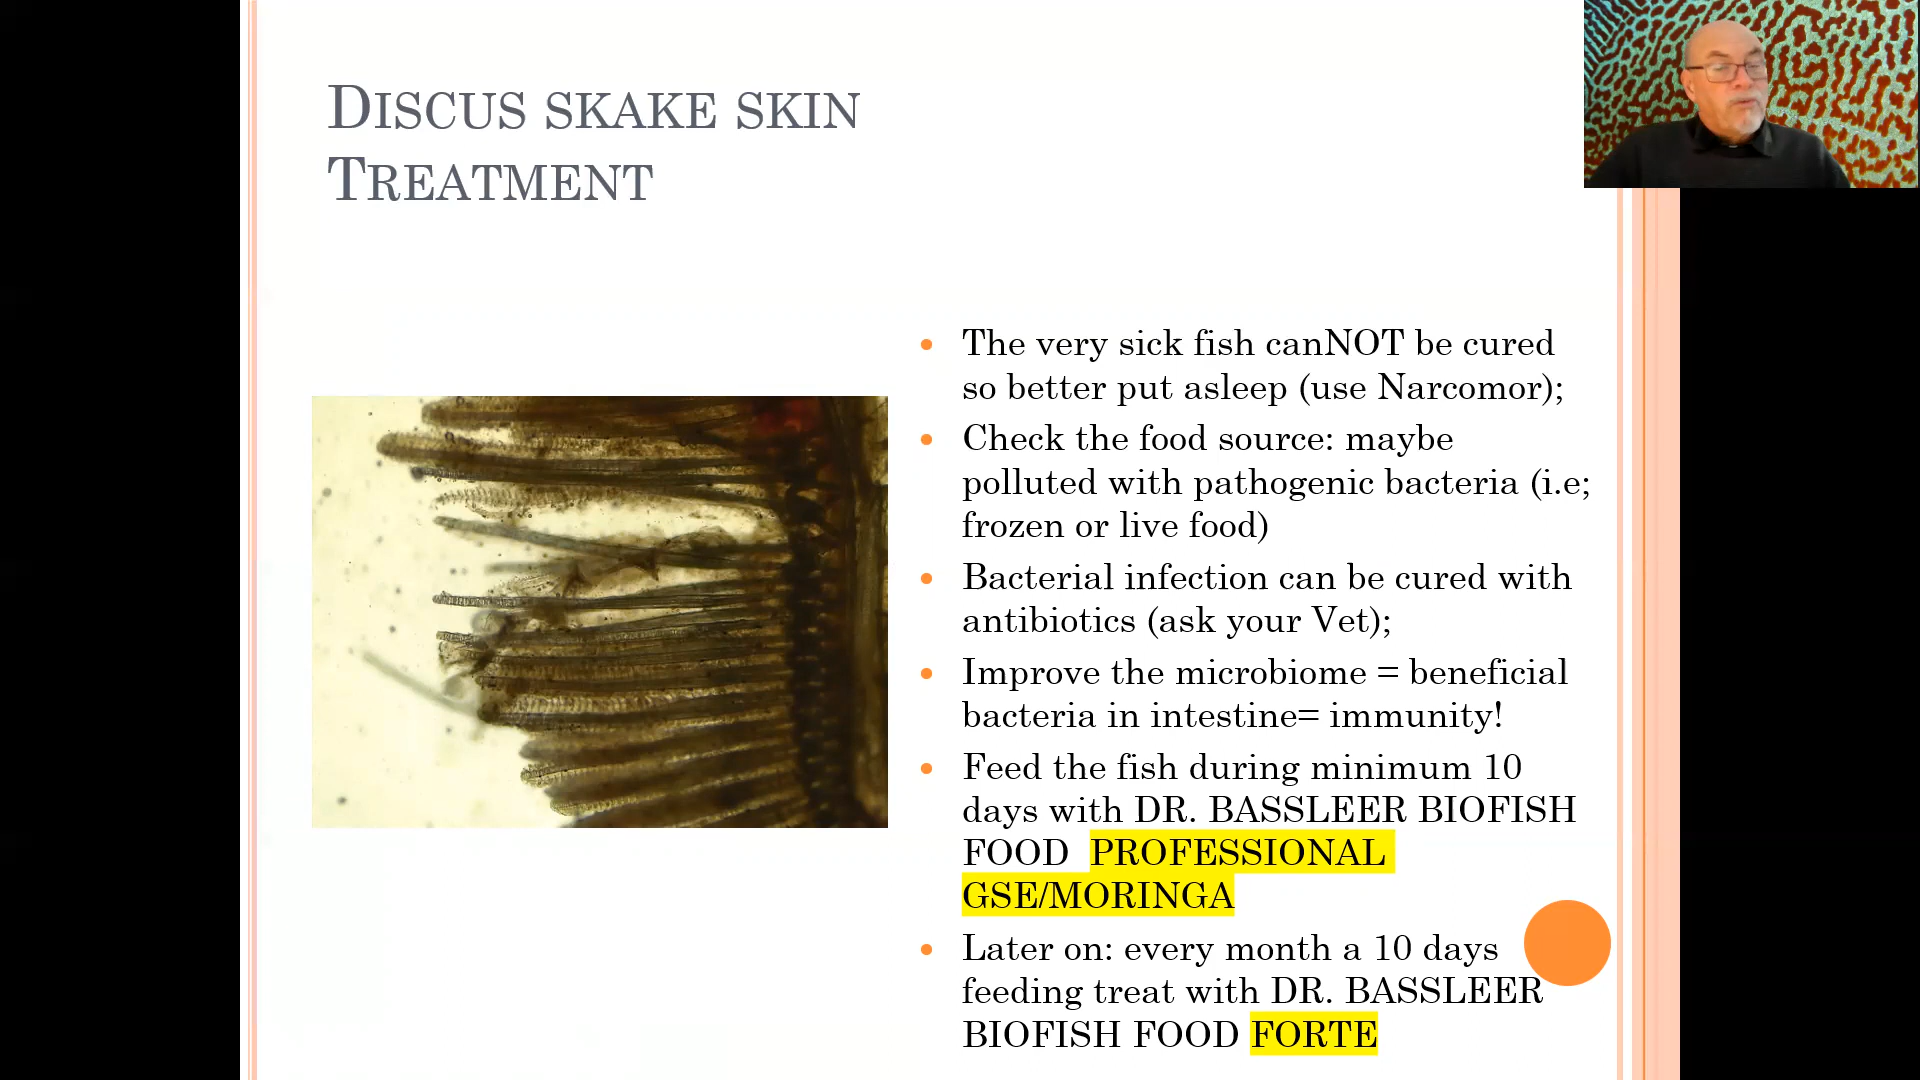 DISCUS SKAKE SKIN
TREATMENT
The very sick fish canNOT be cured
so better put asleep (use Narcomor);
Check the food source: maybe
polluted with pathogenic bacteria (i.e;
frozen or live food)
Bacterial infection can be cured with
antibiotics (ask your Vet);
Improve the microbiome = beneficial
bacteria in intestine= immunity!
Feed the fish during minimum 10
days with DR. BASSLEER BIOFISH
FOOD PROFESSIONAL
GSE/MORINGA
Later on: every month a 10 days
feeding treat with DR. BASSLEER
BIOFISH FOOD FORTE